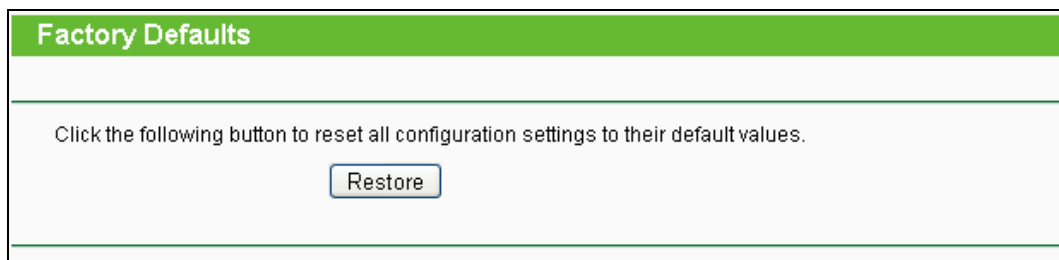 Factory Defaults
Click the following button to reset all configuration settings to their default values.
Restore